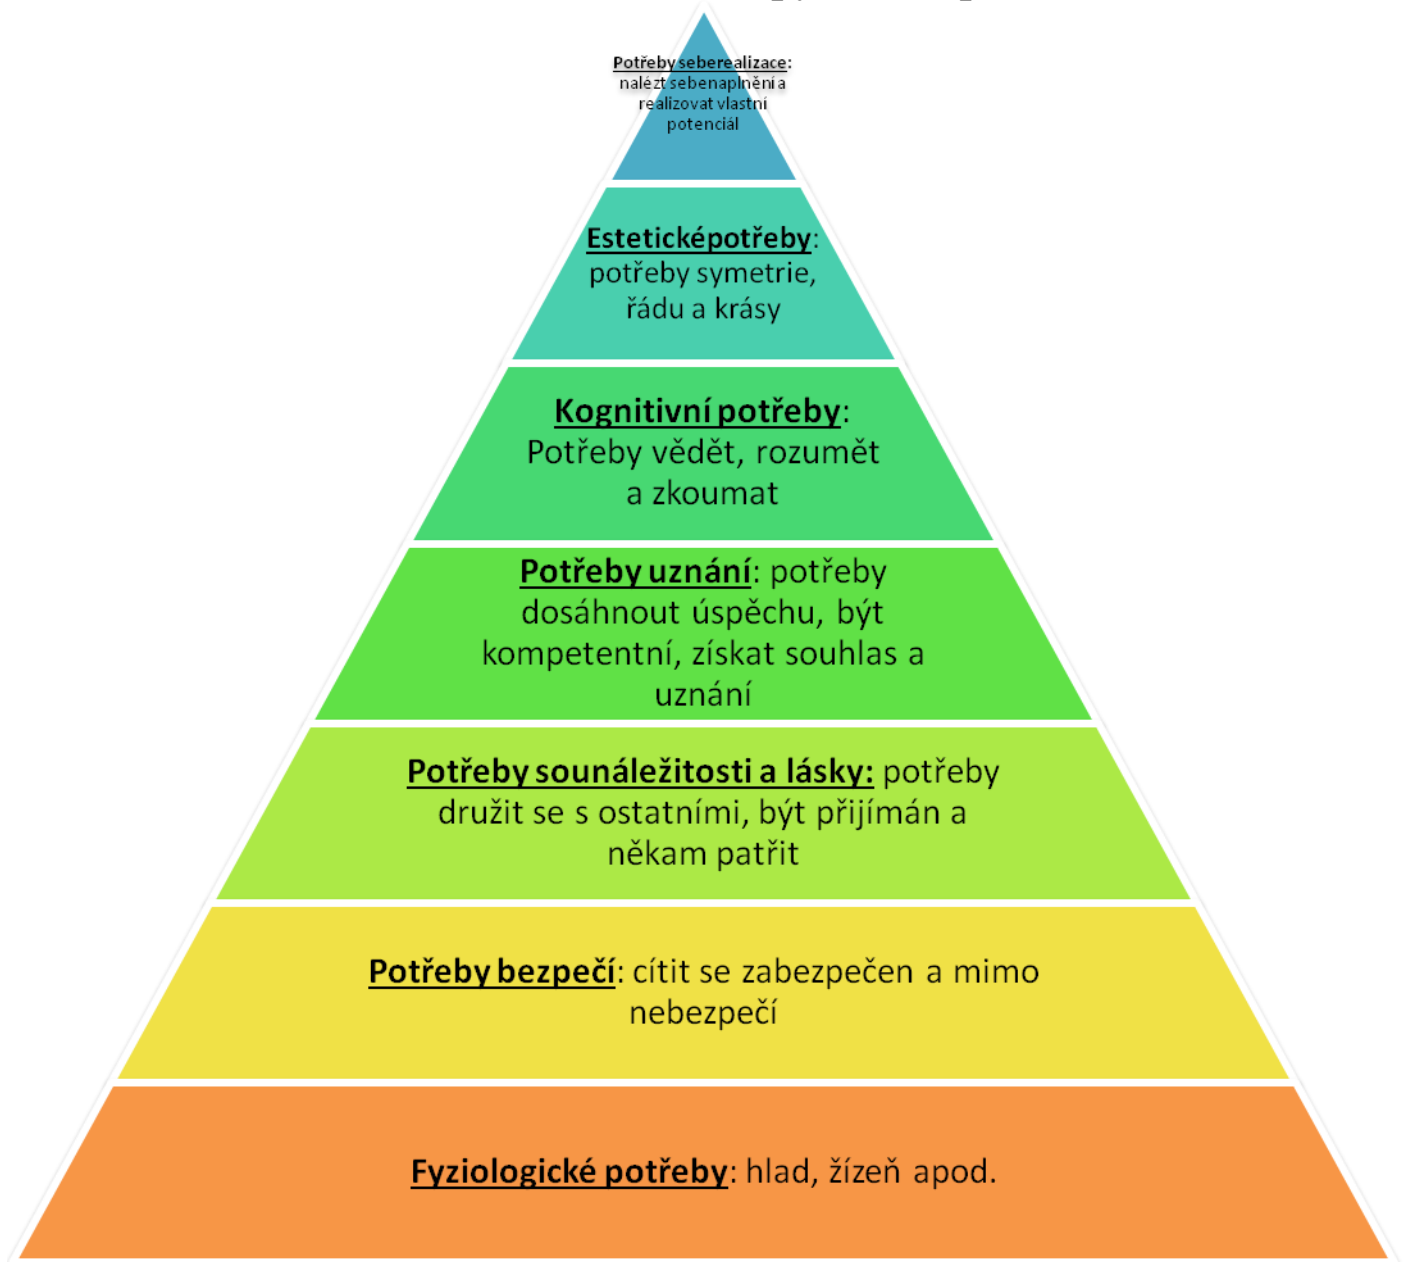 Potřeby seberealizace:
nalézt sebenaplnění a
realizovat vlastní
potenciál
Estetické potřeby:
potřeby symetrie,
řádu a krásy
Kognitivní potřeby:
Potřeby vědět, rozumět
a zkoumat
Potřeby uznání: potřeby
dosáhnout úspěchu, být
kompetentní, získat souhlas a
uznání
Potřeby sounáležitosti a lásky: potřeby
družit se s ostatními, být přijímán a
někam patřit
Potřeby bezpečí: cítit se zabezpečen a mimo
nebezpečí
Fyziologické potřeby: hlad, žízeň apod.